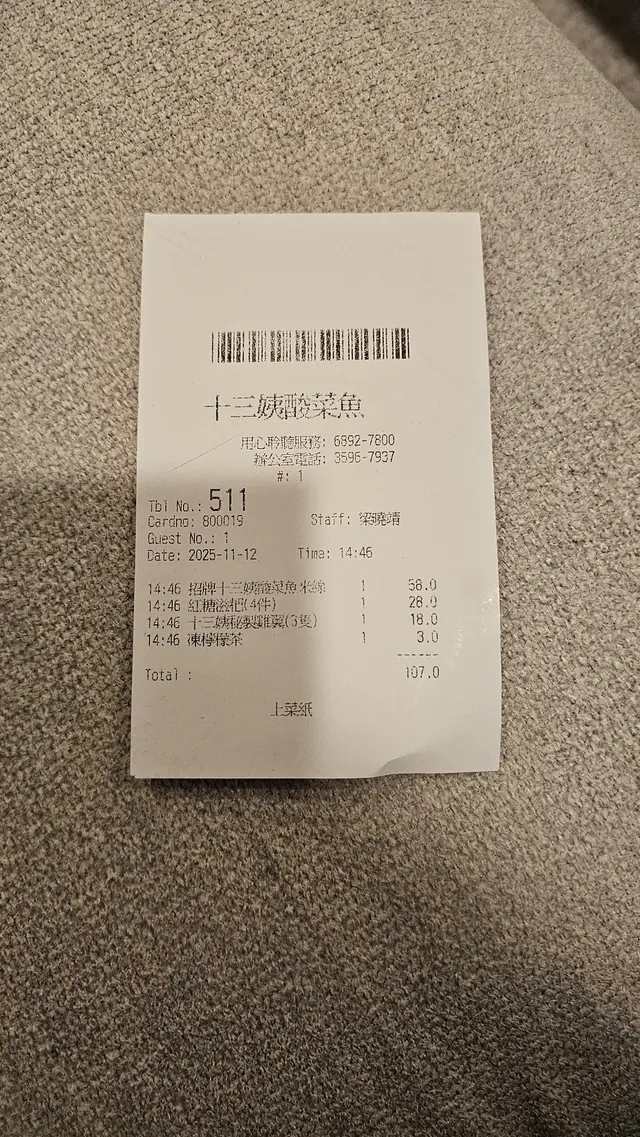 十三姨酸菜魚
用心聆聽服務: 6892-7800
辦公室電話: 3596-7937
#: 1
Tbl No.: 511
Cardno: 800019 Staff: 梁曉靖
Guest No.: 1
Date: 2025-11-12 Time: 14:46
14:46 招牌十三姨酸菜魚米線 1 58.0
14:46 紅糖滋粑(4件) 1 28.0
14:46 十三姨秘製雞翼(3隻) 1 18.0
14:46 凍檸檬茶 1 3.0
------
Total : 107.0
上菜紙